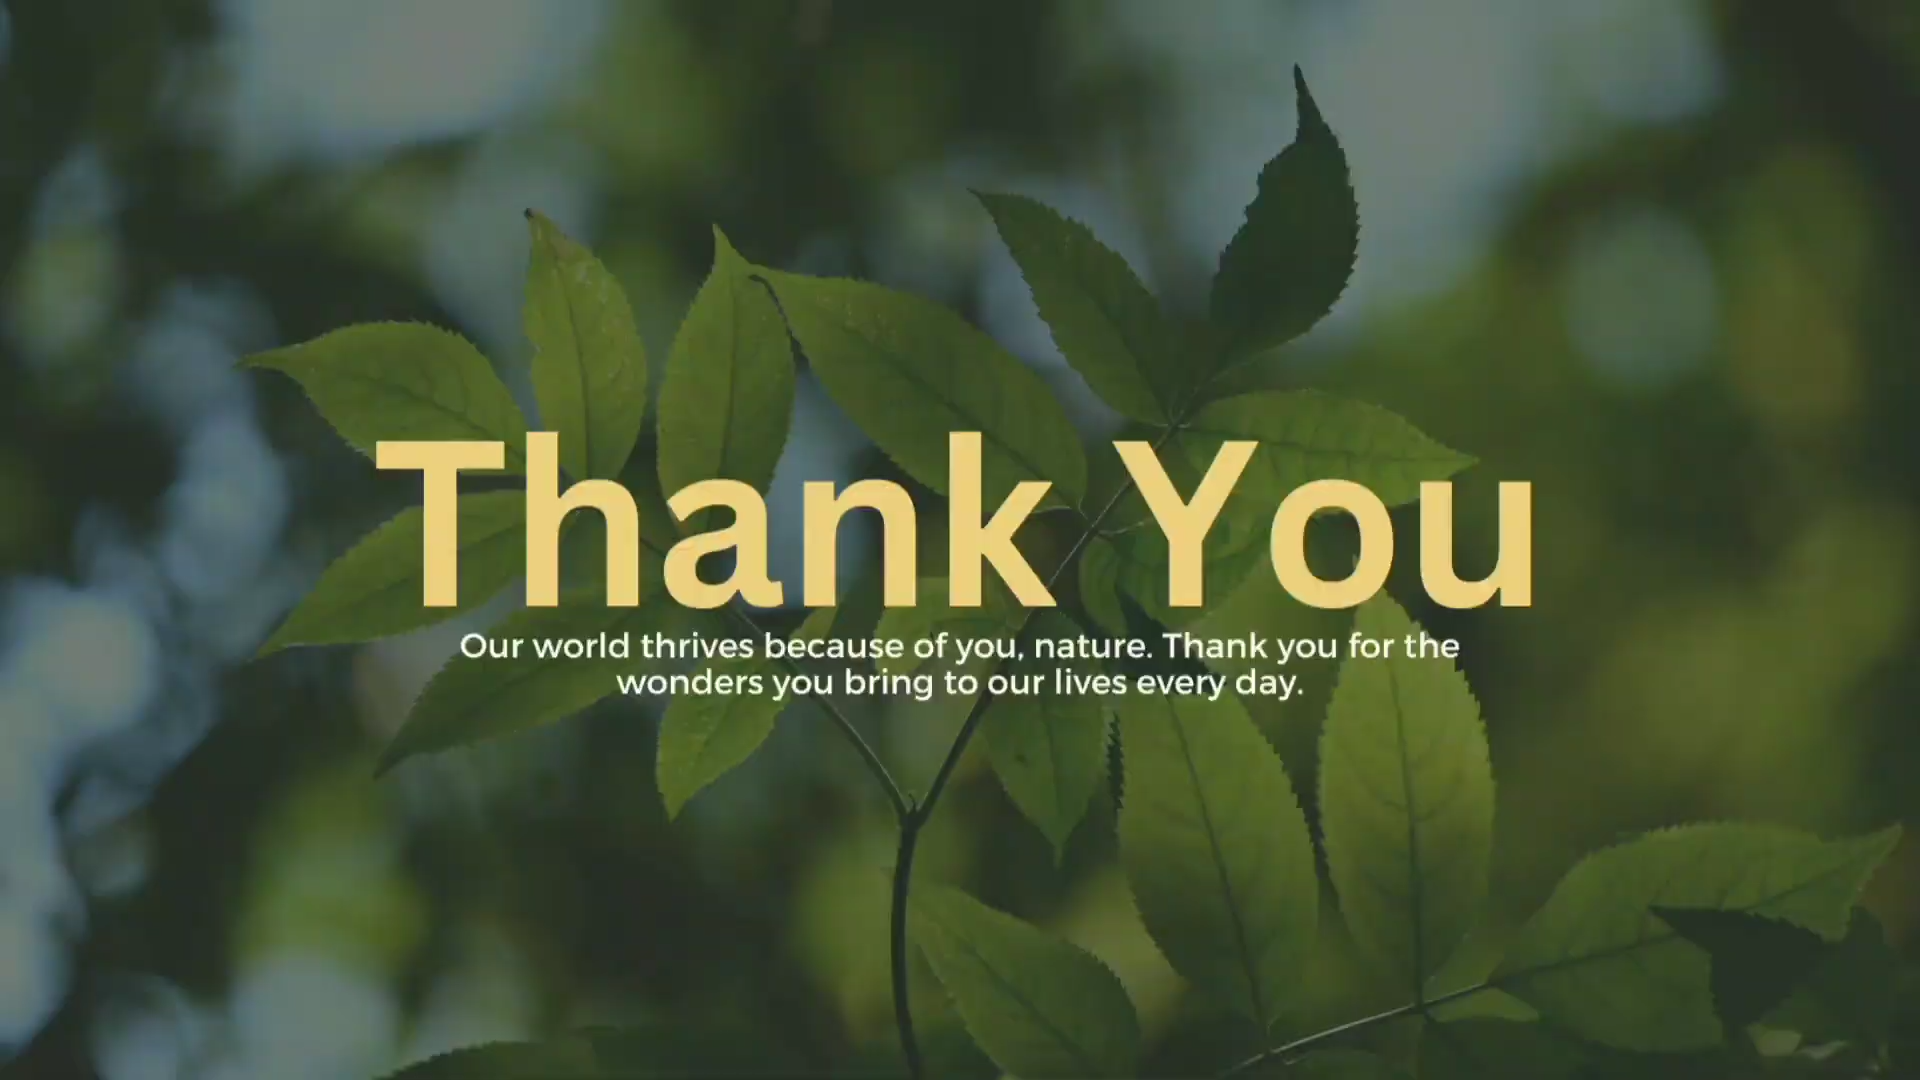 Thank You
Our world thrives because of you, nature. Thank you for the
wonders you bring to our lives every day.